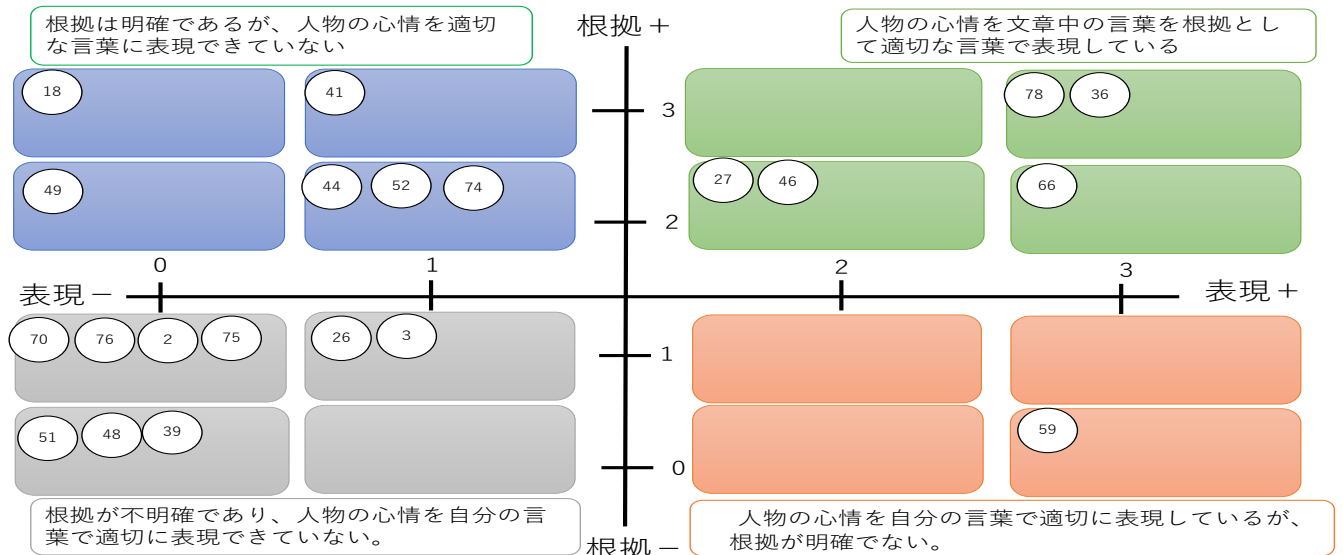 根拠は明確であるが、人物の心情を適切
な言葉に表現できていない
根拠+
人物の心情を文章中の言葉を根拠とし
て適切な言葉で表現している
18
41
3
78
36
49
44
52
74
2
27
46
66
0
1
2
3
表現-
表現+
70
76
2
75
26
3
1
51
48
39
59
0
根拠が不明確であり、人物の心情を自分の言
葉で適切に表現できていない。
根拠-
人物の心情を自分の言葉で適切に表現しているが、
根拠が明確でない。